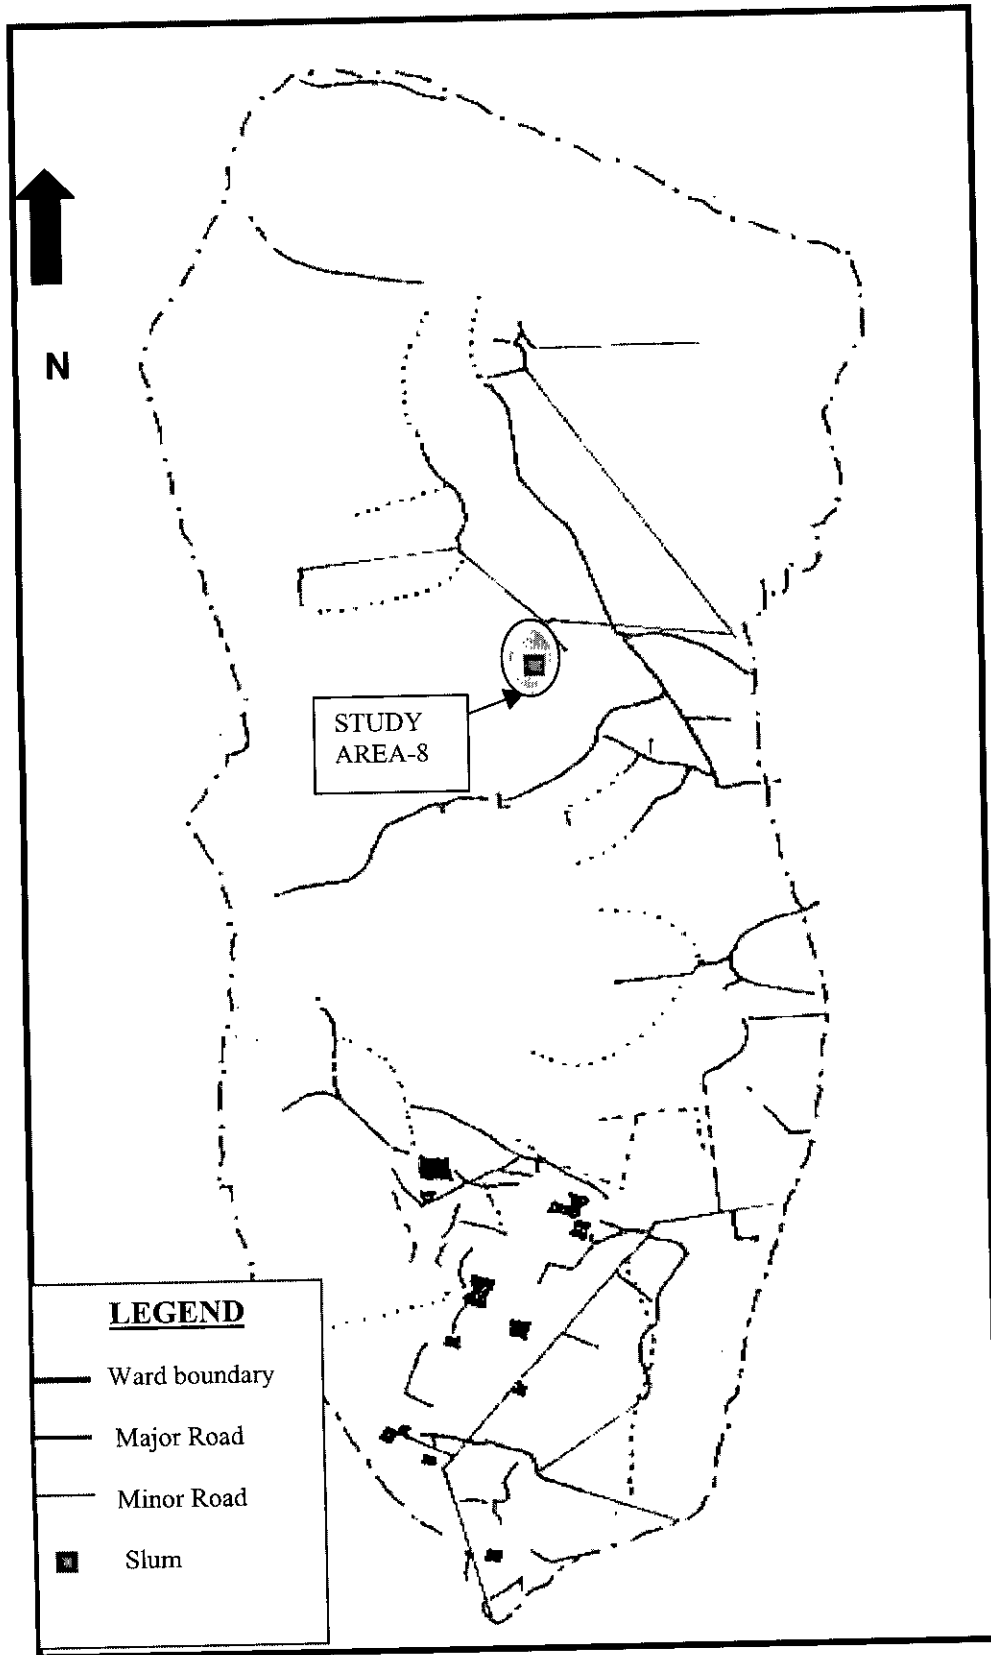 N
STUDY
AREA-8
LEGEND
Ward boundary
Major Road
Minor Road
Slum